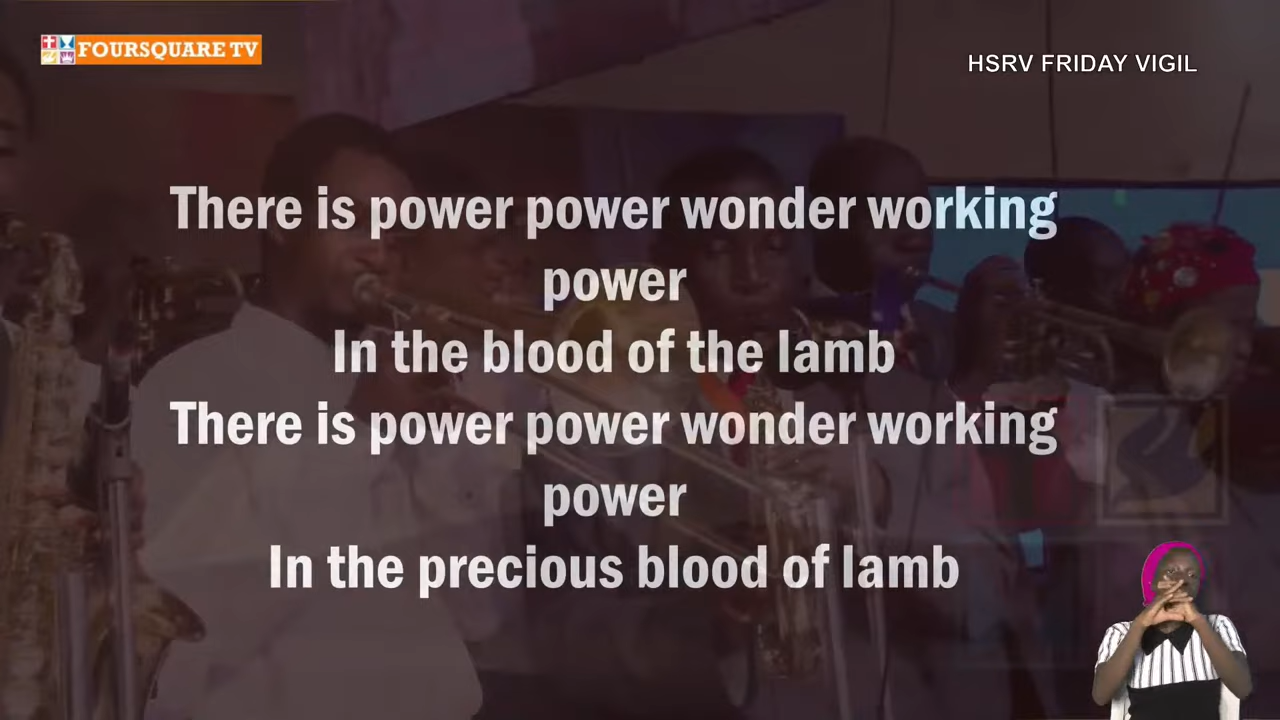 FOURSQUARE TV
HSRV FRIDAY VIGIL
There is power power wonder working
power
In the blood of the lamb
There is power power wonder working
power
In the precious blood of lamb